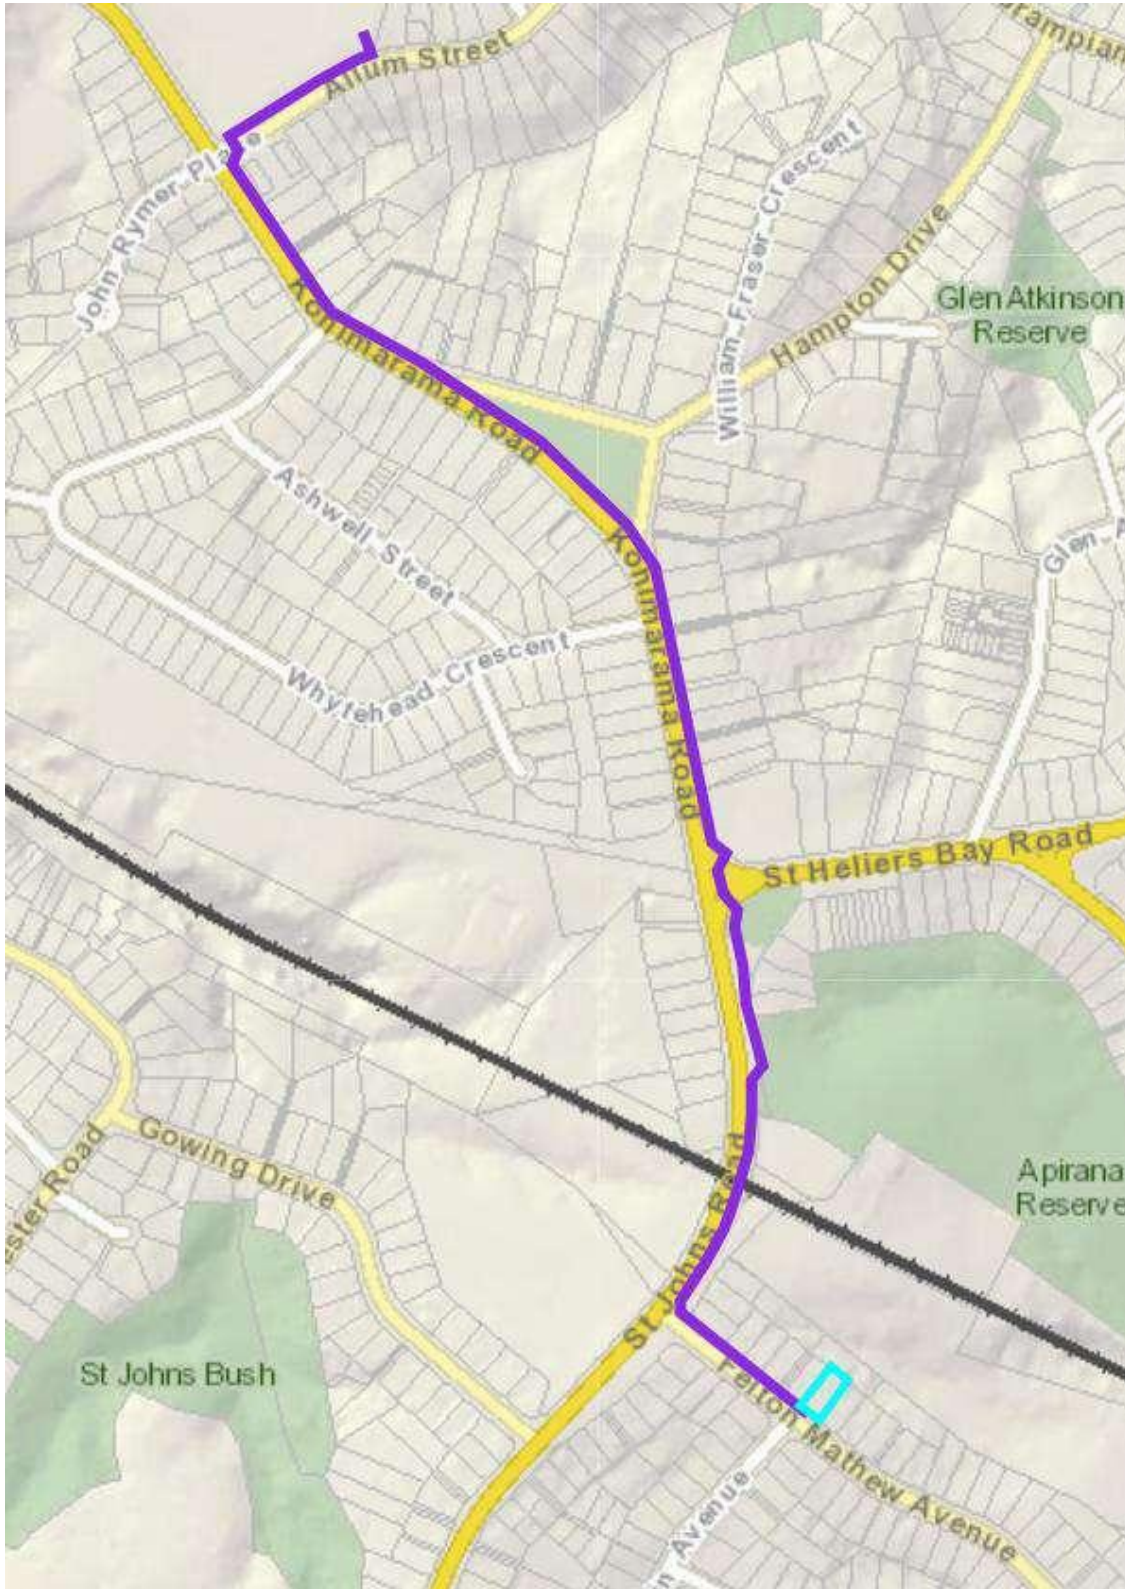 Grampian
Allum Street
John Rymer Place
William Fraser Crescent
Hampton Drive
Glen Atkinson
Reserve
Kohimarama Road
Ashwell Street
Kohimarama Road
Glen A
Whytehead Crescent
St Heliers Bay Road
Gowing Drive
ester Road
St Johns Road
Apirana
Reserve
St Johns Bush
Felton Mathew Avenue
n Avenue